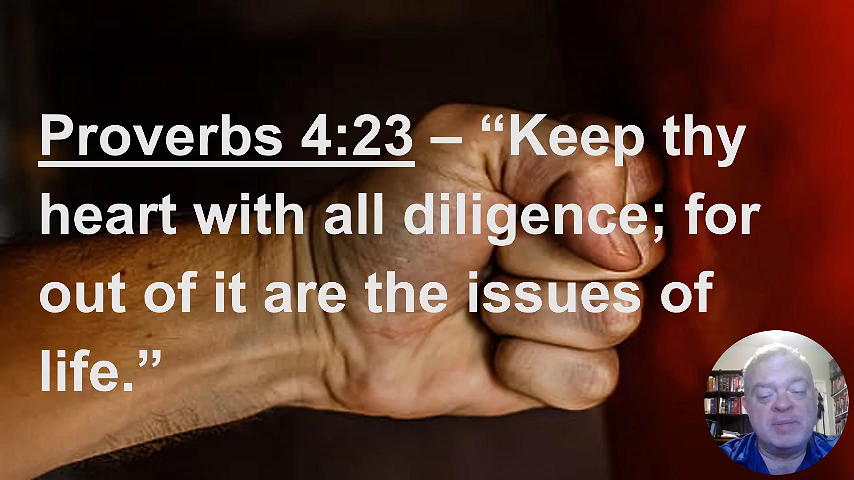 Proverbs 4:23 – “Keep thy
heart with all diligence; for
out of it are the issues of
life.”